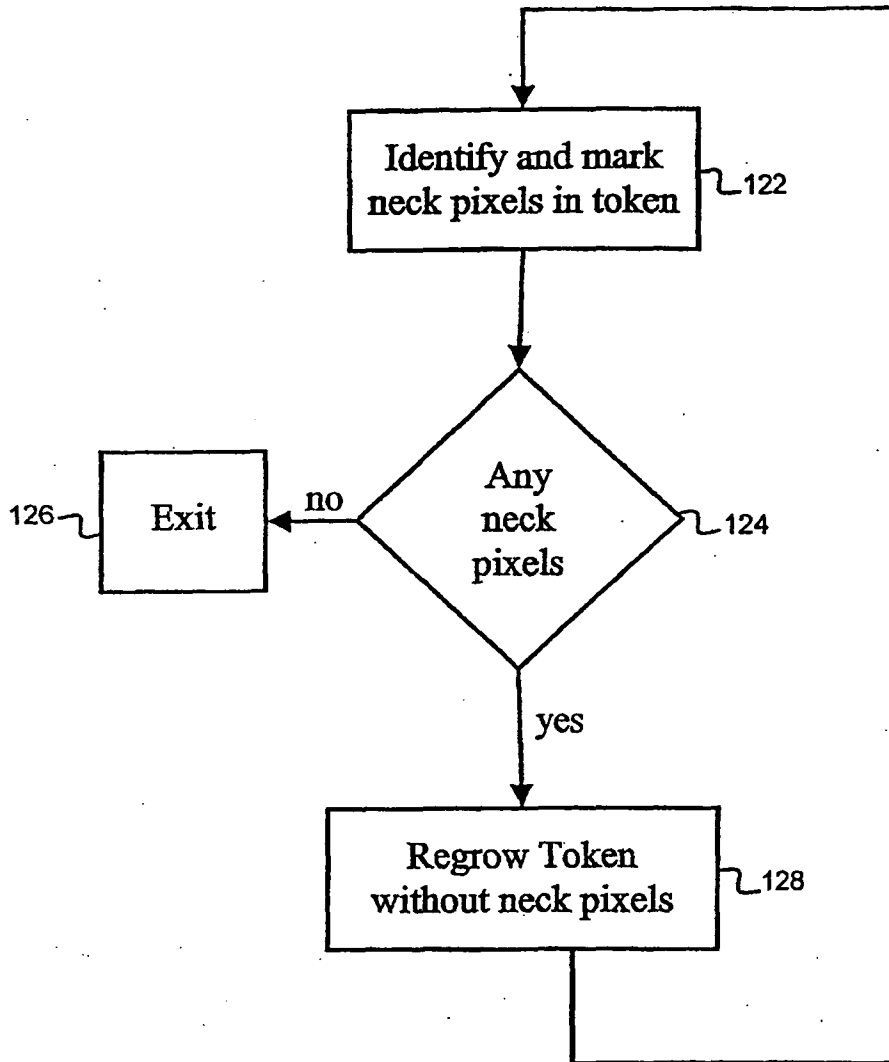 Identify and mark
neck pixels in token
122
Any
neck
pixels
124
no
Exit
126
yes
Regrow Token
without neck pixels
128